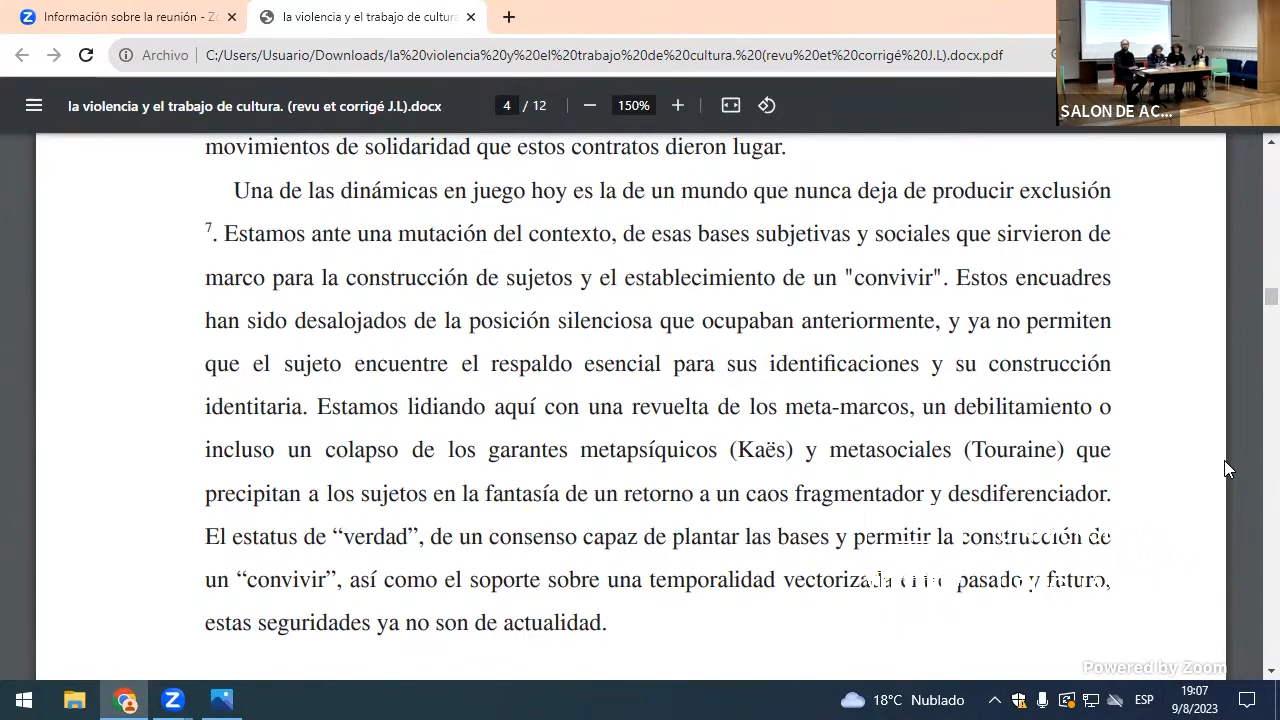 Información sobre la reunión - Zo
la violencia y el trabajo de cultura
Archivo
C:/Users/Usuario/Downloads/la%20violencia%20y%20el%20trabajo%20de%20cultura.%20(revu%20et%20corrigé%20J.L).docx.pdf
SALON DE AC...
la violencia y el trabajo de cultura. (revu et corrigé J.L).docx
4 / 12
150%
movimientos de solidaridad que estos contratos dieron lugar.
Una de las dinámicas en juego hoy es la de un mundo que nunca deja de producir exclusión
7. Estamos ante una mutación del contexto, de esas bases subjetivas y sociales que sirvieron de
marco para la construcción de sujetos y el establecimiento de un "convivir". Estos encuadres
han sido desalojados de la posición silenciosa que ocupaban anteriormente, y ya no permiten
que el sujeto encuentre el respaldo esencial para sus identificaciones y su construcción
identitaria. Estamos lidiando aquí con una revuelta de los meta-marcos, un debilitamiento o
incluso un colapso de los garantes metapsíquicos (Kaës) y metasociales (Touraine) que
precipitan a los sujetos en la fantasía de un retorno a un caos fragmentador y desdiferenciador.
El estatus de “verdad”, de un consenso capaz de plantar las bases y permitir la construcción de
un “convivir”, así como el soporte sobre una temporalidad vectorizada entre pasado y futuro,
estas seguridades ya no son de actualidad.
Powered by Zoom
18°C Nublado
ESP
19:07
9/8/2023